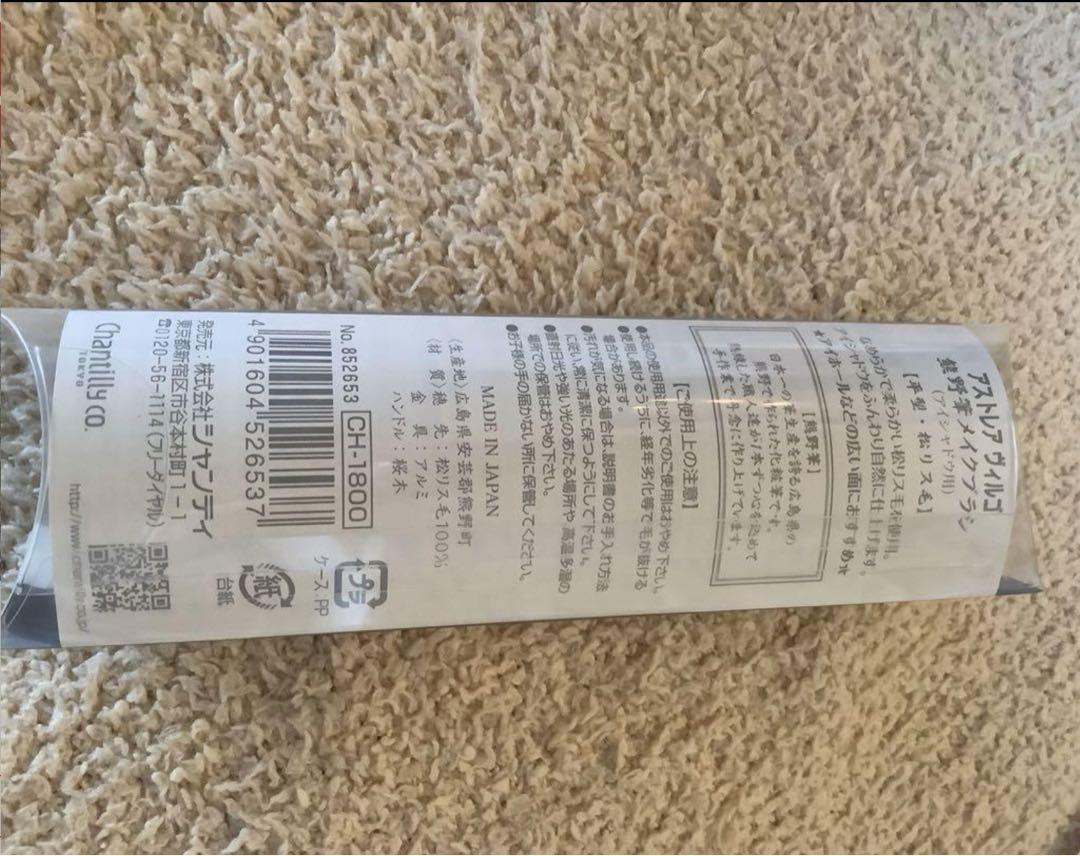 アストレア ヴィルゴ
熊野筆メイクブラシ
(アイシャドウ用)
【平型・松リス毛】
なめらかで柔らかい松リス毛を使用。
アイシャドウをふんわり自然に仕上げます。
★アイホールなどの広い面におすすめ★
【熊野筆】
日本一の筆生産を誇る広島県の
熊野で作られた化粧筆です。
熟練した職人達が一本ずつ心を込めて
手作業で丹念に作り上げています。
【ご使用上の注意】
●本品の使用用途以外でのご使用はおやめ下さい。
●使用し続けるうちに、経年劣化等で毛が抜ける
場合があります。
●汚れが気になる場合は、説明書のお手入れ方法
に従い、常に清潔に保つようにして下さい。
●直射日光や強い光のあたる場所や高温多湿の
場所での保管はおやめ下さい。
●お子様の手の届かない所に保管してください。
MADE IN JAPAN
〈生産地〉広島県安芸郡熊野町
〈材 質〉穂 先：松リス毛100%
金 具：アルミ
ハンドル：桜木
No. 852653 CH-1800
プラ
ケース:PP
4 901604 526537
紙
台紙
発売元：株式会社シャンティ
東京都新宿区市谷本村町1-1
☎0120-56-1114(フリーダイヤル)
Chantilly CO.
TOKYO